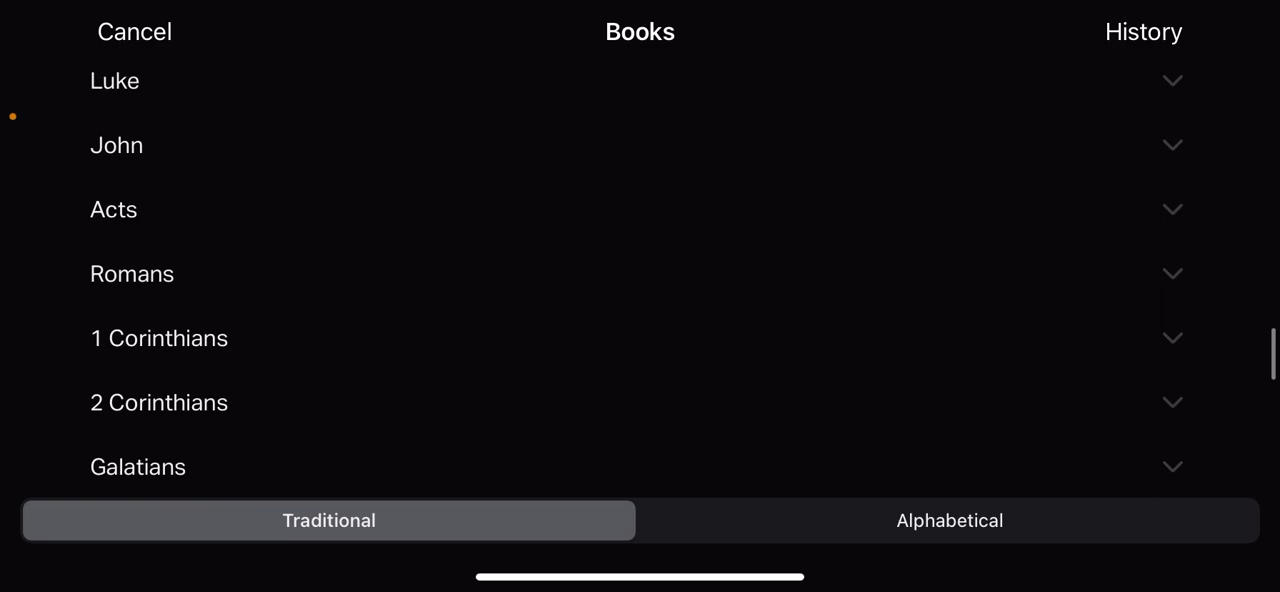 Cancel Books History
Luke
John
Acts
Romans
1 Corinthians
2 Corinthians
Galatians
Traditional Alphabetical